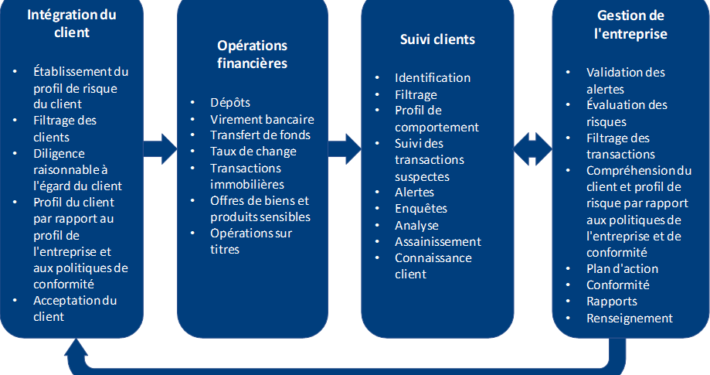 Intégration du
client
• Établissement du
profil de risque
du client
• Filtrage des
clients
• Diligence
raisonnable à
l'égard du client
• Profil du client
par rapport au
profil de
l'entreprise et
aux politiques de
conformité
• Acceptation du
client
Opérations
financières
• Dépôts
• Virement bancaire
• Transfert de fonds
• Taux de change
• Transactions
immobilières
• Offres de biens et
produits sensibles
• Opérations sur
titres
Suivi clients
• Identification
• Filtrage
• Profil de
comportement
• Suivi des
transactions
suspectes
• Alertes
• Enquêtes
• Analyse
• Assainissement
• Connaissance
client
Gestion de
l'entreprise
• Validation des
alertes
• Évaluation des
risques
• Filtrage des
transactions
• Compréhension du
client et profil de
risque par rapport
aux politiques de
l'entreprise et de
conformité
• Plan d'action
• Conformité
• Rapports
• Renseignement